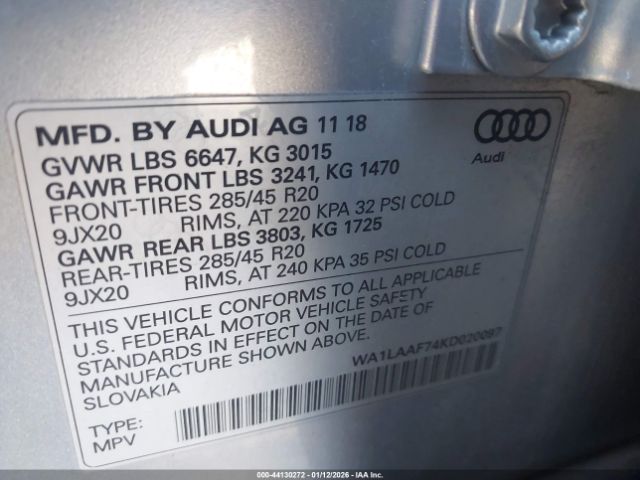 MFD. BY AUDI AG 11 18
GVWR LBS 6647, KG 3015
GAWR FRONT LBS 3241, KG 1470
FRONT-TIRES 285/45 R20
9JX20 RIMS, AT 220 KPA 32 PSI COLD
GAWR REAR LBS 3803, KG 1725
REAR-TIRES 285/45 R20
9JX20 RIMS, AT 240 KPA 35 PSI COLD
Audi
THIS VEHICLE CONFORMS TO ALL APPLICABLE
U.S. FEDERAL MOTOR VEHICLE SAFETY
STANDARDS IN EFFECT ON THE DATE OF
MANUFACTURE SHOWN ABOVE.
SLOVAKIA
WA1LAAF74KD020097
TYPE:
MPV
000-44130272 - 01/12/2026 - IAA Inc.